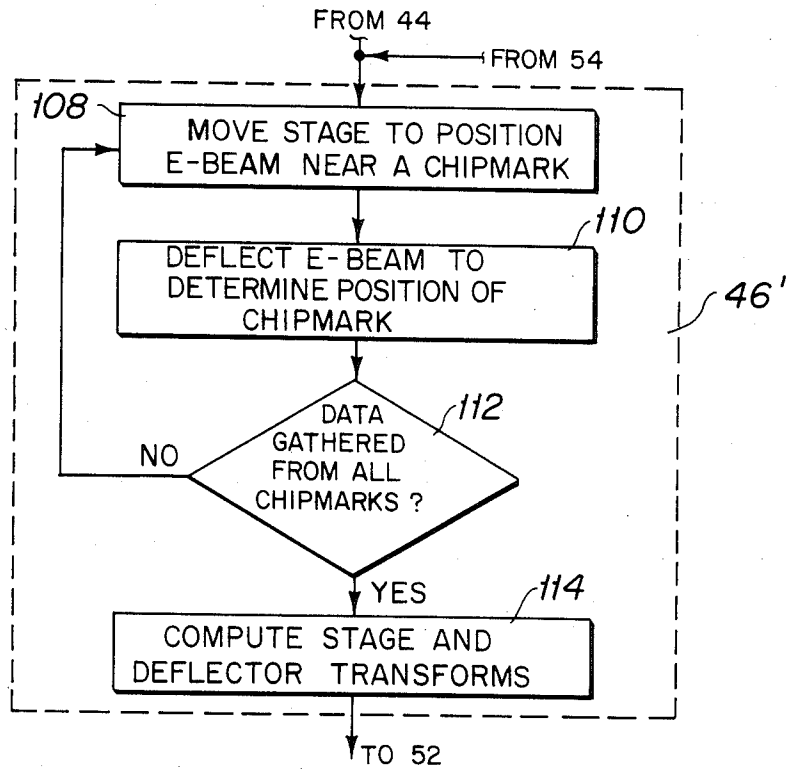 FROM 44
FROM 54
108
MOVE STAGE TO POSITION
E-BEAM NEAR A CHIPMARK
110
DEFLECT E-BEAM TO
DETERMINE POSITION OF
CHIPMARK
46'
112
DATA
GATHERED
FROM ALL
CHIPMARKS ?
NO
YES
114
COMPUTE STAGE AND
DEFLECTOR TRANSFORMS
TO 52